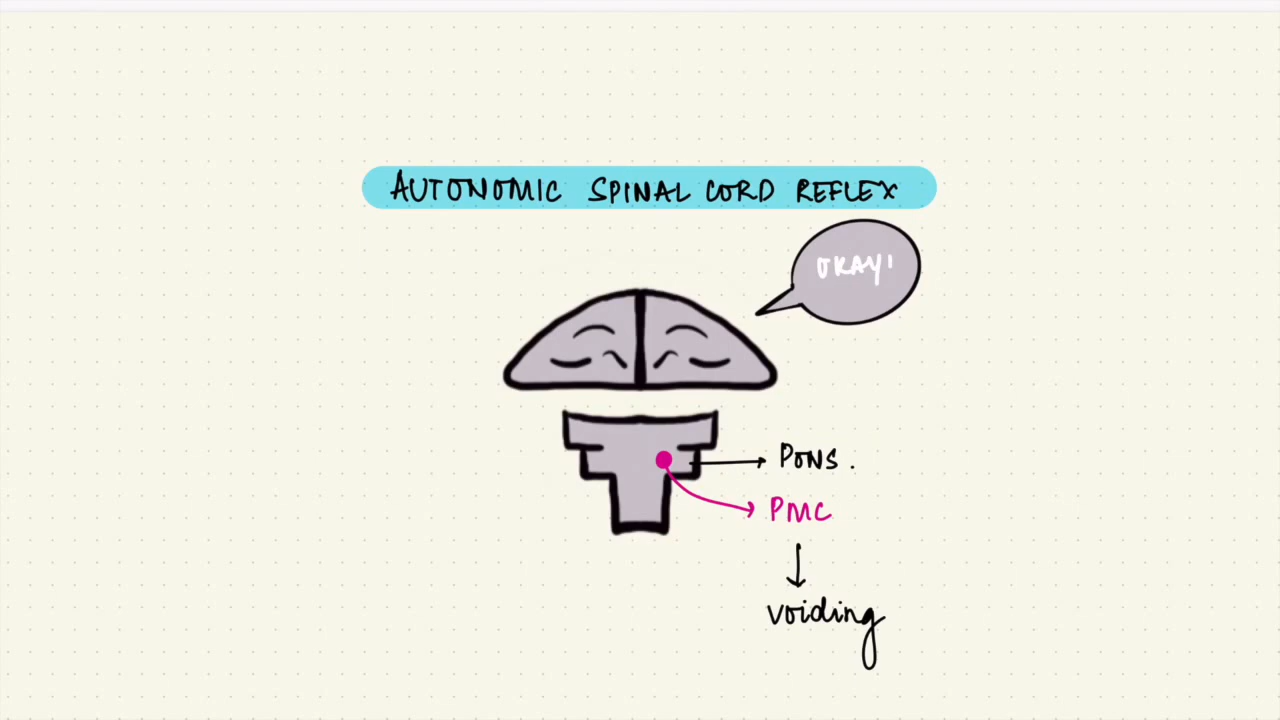 AUTONOMIC SPINAL CORD REFLEX
OKAY!
PONS.
PMC
voiding